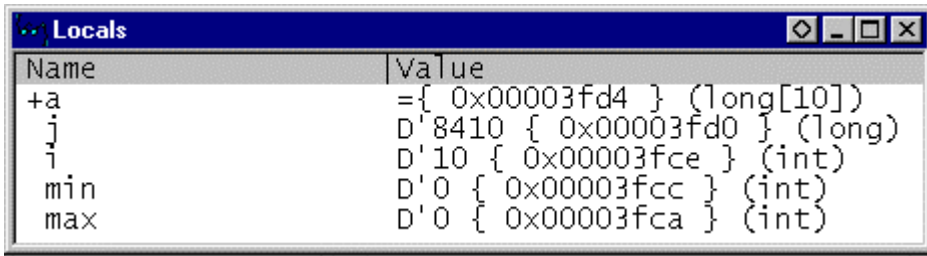 Locals
Name Value
+a ={ 0x00003fd4 } (long[10])
j D'8410 { 0x00003fd0 } (long)
i D'10 { 0x00003fce } (int)
min D'0 { 0x00003fcc } (int)
max D'0 { 0x00003fca } (int)